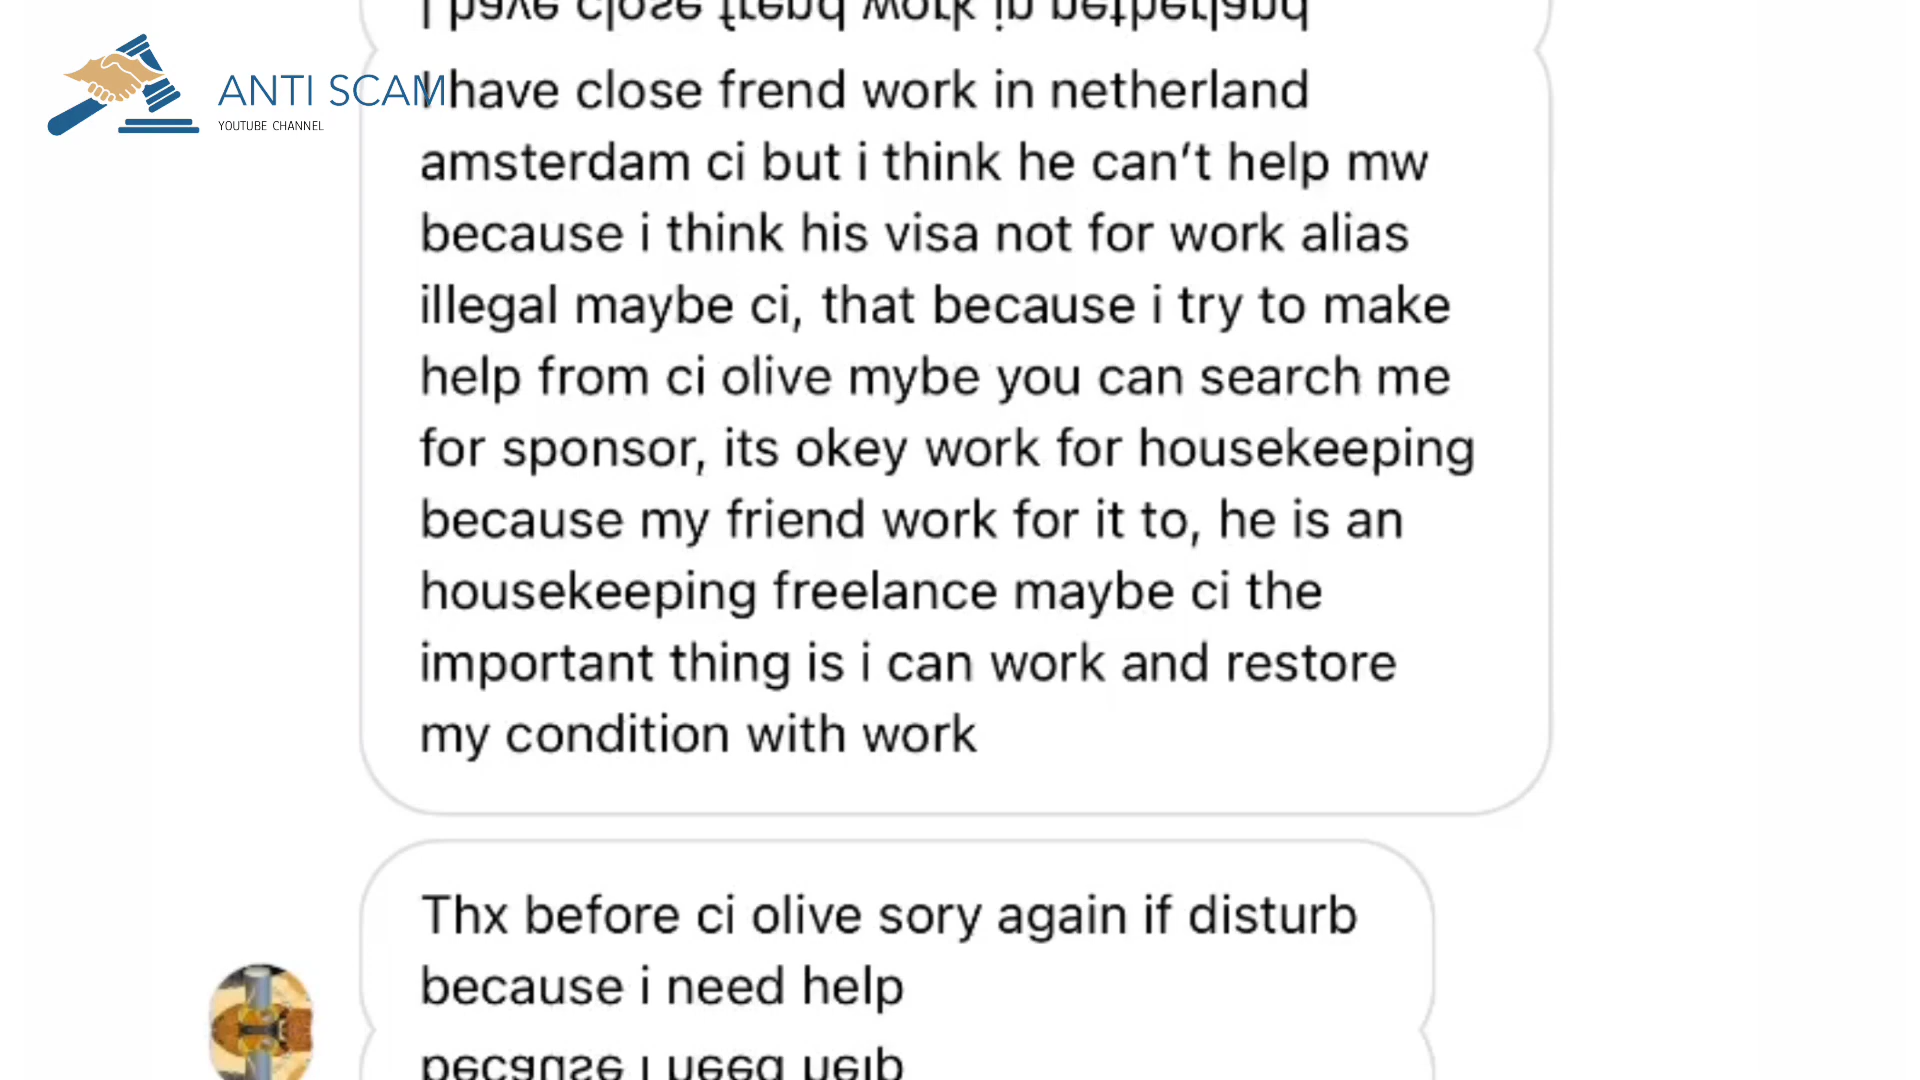 ANTI SCAM
YOUTUBE CHANNEL
I have close frend work in netherland
amsterdam ci but i think he can't help mw
because i think his visa not for work alias
illegal maybe ci, that because i try to make
help from ci olive mybe you can search me
for sponsor, its okey work for housekeeping
because my friend work for it to, he is an
housekeeping freelance maybe ci the
important thing is i can work and restore
my condition with work
Thx before ci olive sory again if disturb
because i need help